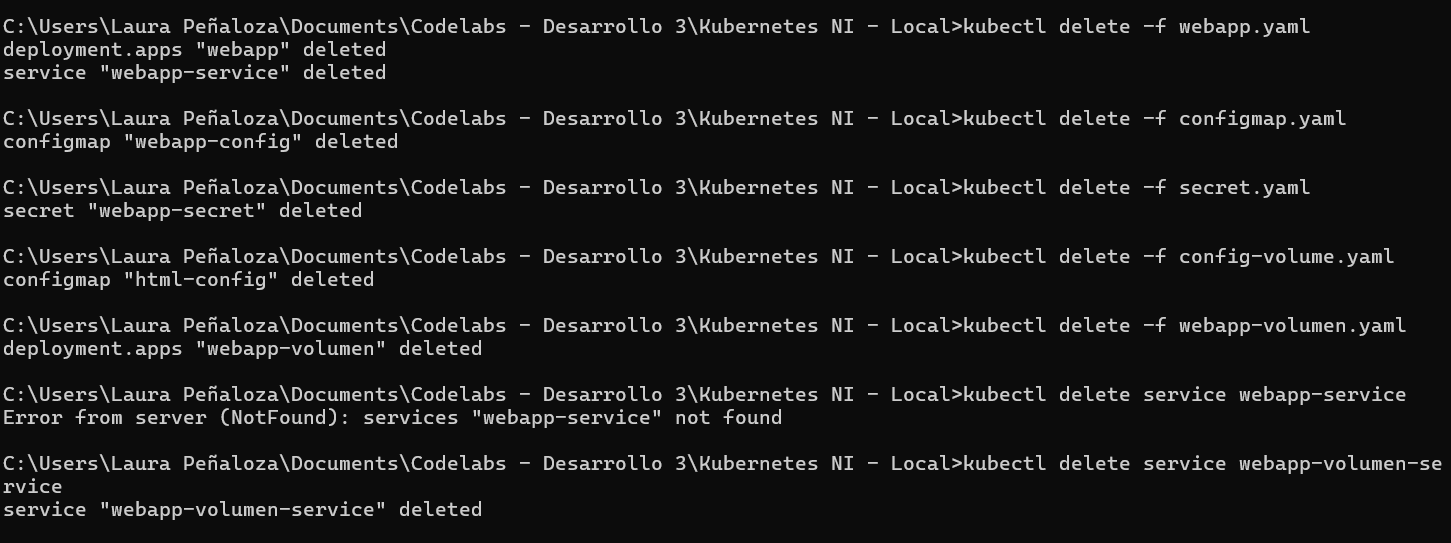 C:\Users\Laura Peñaloza\Documents\Codelabs - Desarrollo 3\Kubernetes NI - Local>kubectl delete -f webapp.yaml
deployment.apps "webapp" deleted
service "webapp-service" deleted
C:\Users\Laura Peñaloza\Documents\Codelabs - Desarrollo 3\Kubernetes NI - Local>kubectl delete -f configmap.yaml
configmap "webapp-config" deleted
C:\Users\Laura Peñaloza\Documents\Codelabs - Desarrollo 3\Kubernetes NI - Local>kubectl delete -f secret.yaml
secret "webapp-secret" deleted
C:\Users\Laura Peñaloza\Documents\Codelabs - Desarrollo 3\Kubernetes NI - Local>kubectl delete -f config-volume.yaml
configmap "html-config" deleted
C:\Users\Laura Peñaloza\Documents\Codelabs - Desarrollo 3\Kubernetes NI - Local>kubectl delete -f webapp-volumen.yaml
deployment.apps "webapp-volumen" deleted
C:\Users\Laura Peñaloza\Documents\Codelabs - Desarrollo 3\Kubernetes NI - Local>kubectl delete service webapp-service
Error from server (NotFound): services "webapp-service" not found
C:\Users\Laura Peñaloza\Documents\Codelabs - Desarrollo 3\Kubernetes NI - Local>kubectl delete service webapp-volumen-se
rvice
service "webapp-volumen-service" deleted